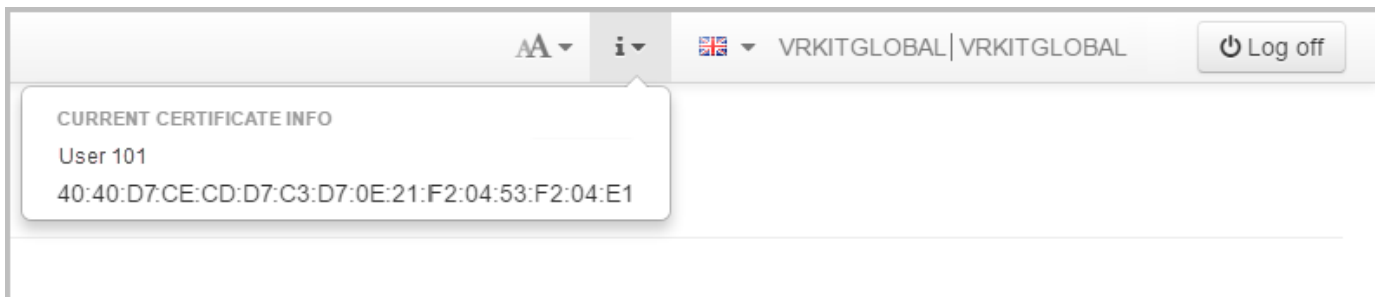 AA i VRKITGLOBAL VRKITGLOBAL Log off
CURRENT CERTIFICATE INFO
User 101
40:40:D7:CE:CD:D7:C3:D7:0E:21:F2:04:53:F2:04:E1